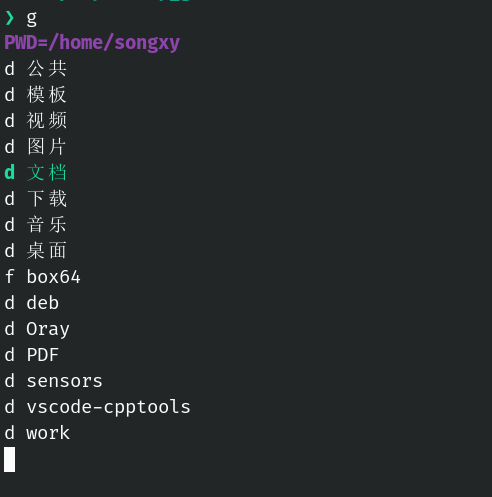 ❯ g
PWD=/home/songxy
d 公共
d 模板
d 视频
d 图片
d 文档
d 下载
d 音乐
d 桌面
f box64
d deb
d Oray
d PDF
d sensors
d vscode-cpptools
d work